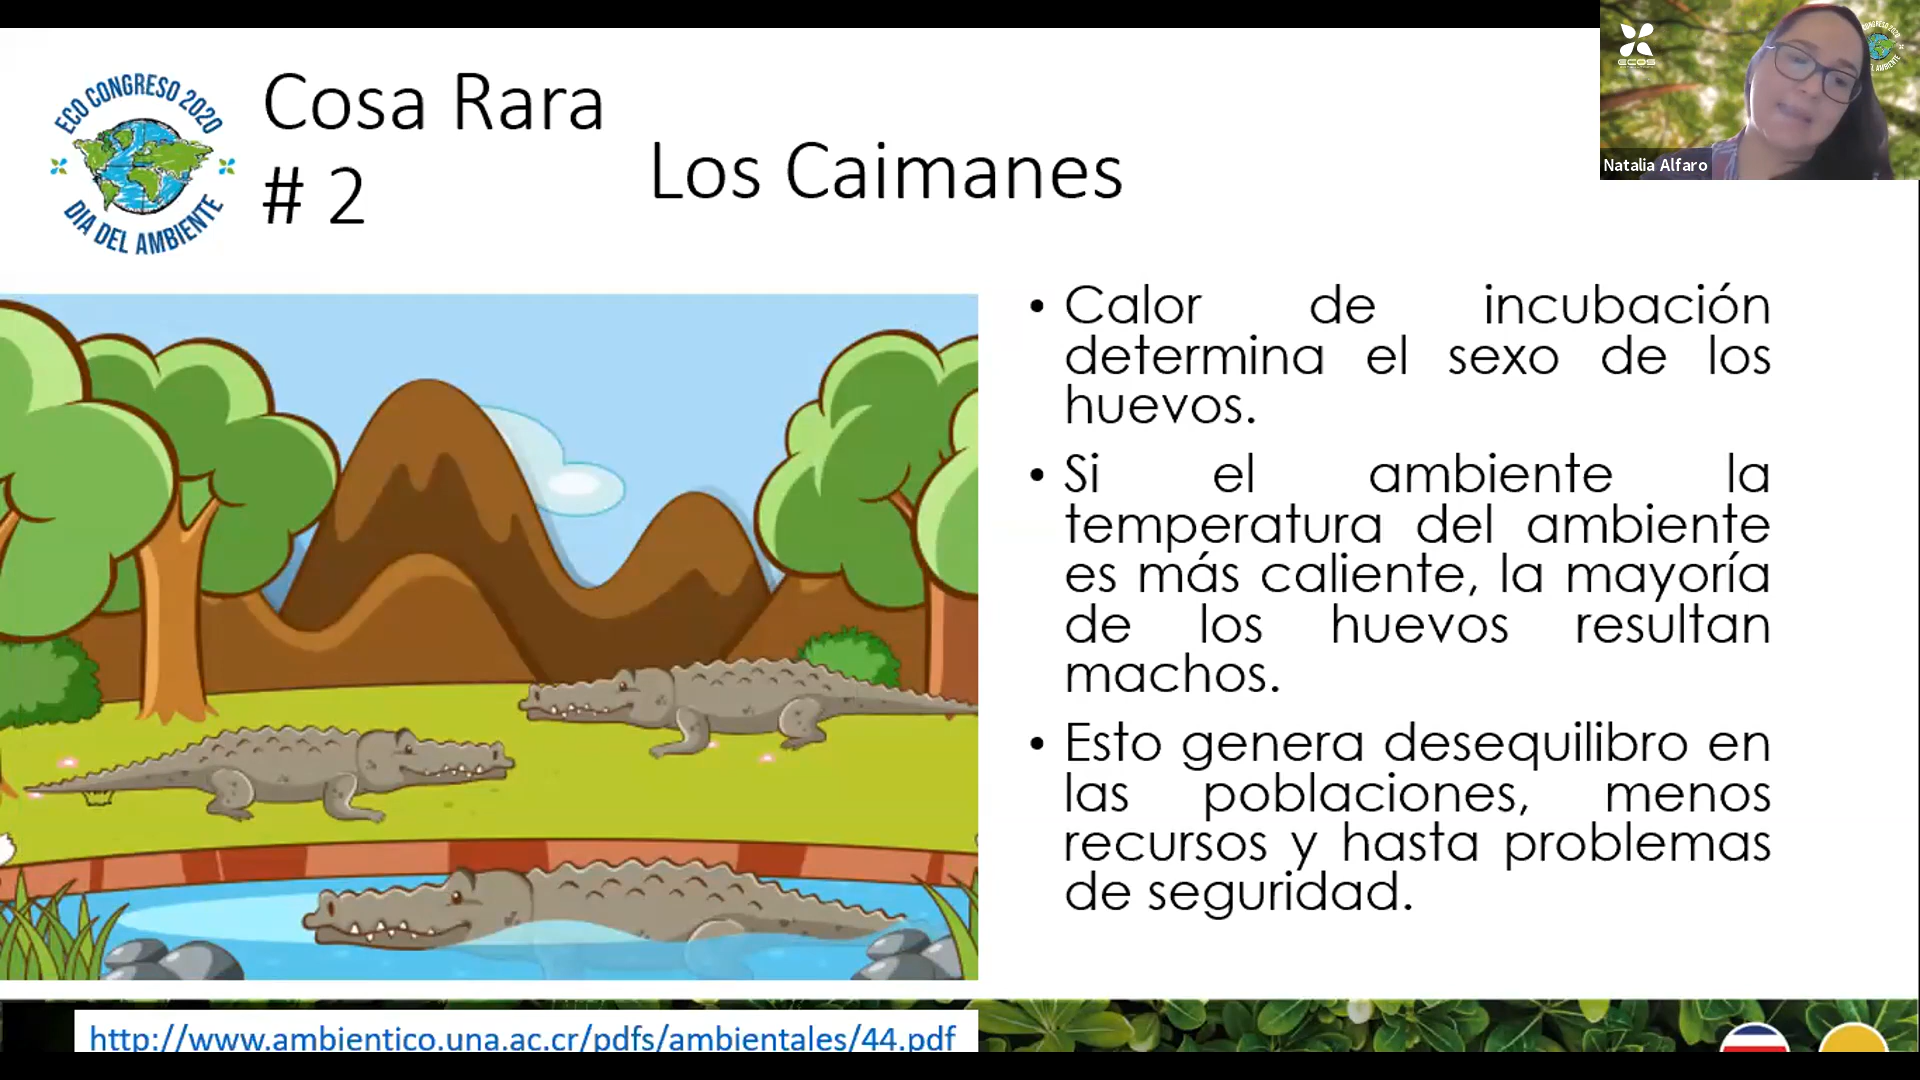 ECO CONGRESO 2020
DIA DEL AMBIENTE
Cosa Rara
# 2
Los Caimanes
ECOS
Natalia Alfaro
• Calor de incubación
determina el sexo de los
huevos.
• Si el ambiente la
temperatura del ambiente
es más caliente, la mayoría
de los huevos resultan
machos.
• Esto genera desequilibro en
las poblaciones, menos
recursos y hasta problemas
de seguridad.
http://www.ambientico.una.ac.cr/pdfs/ambientales/44.pdf